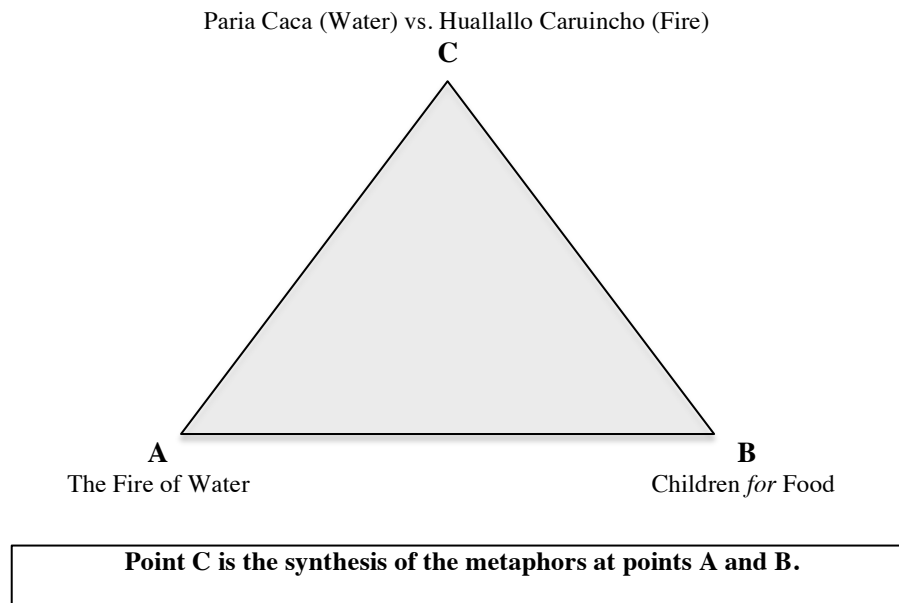 Paria Caca (Water) vs. Huallallo Caruincho (Fire)
C
A
B
The Fire of Water
Children for Food
Point C is the synthesis of the metaphors at points A and B.